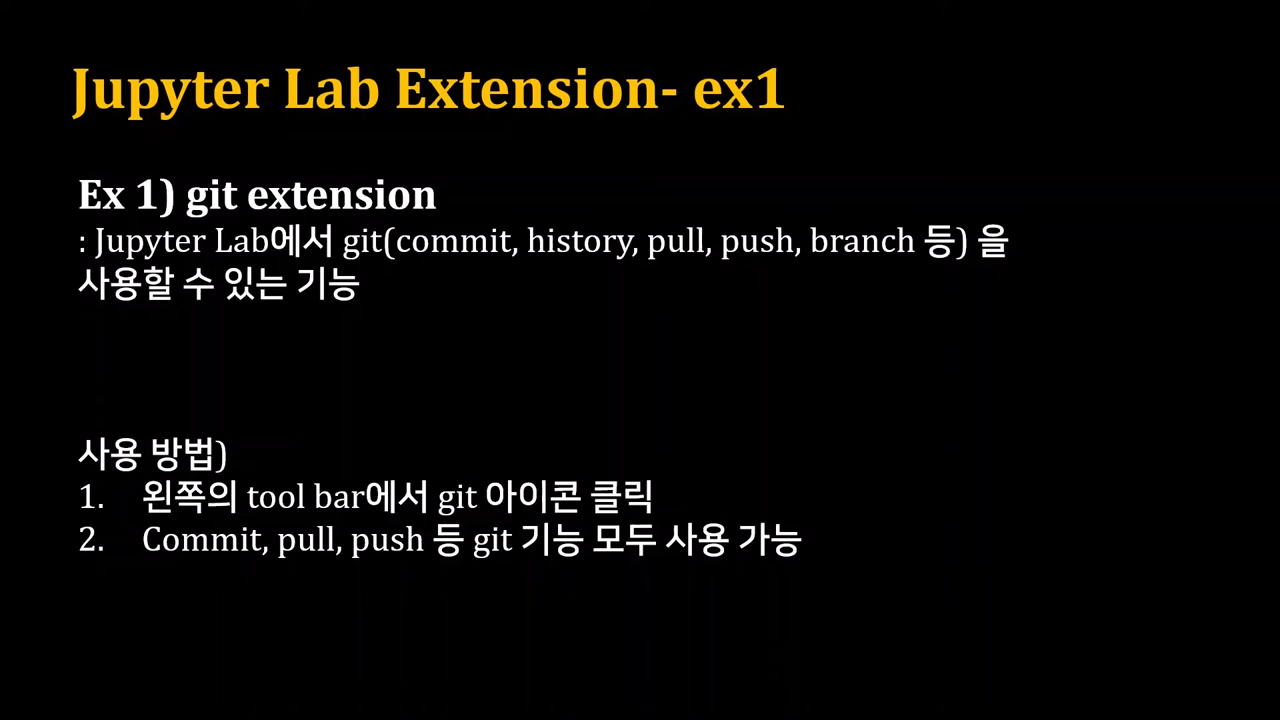 Jupyter Lab Extension- ex1
Ex 1) git extension
: Jupyter Lab에서 git(commit, history, pull, push, branch 등) 을
사용할 수 있는 기능
사용 방법)
1. 왼쪽의 tool bar에서 git 아이콘 클릭
2. Commit, pull, push 등 git 기능 모두 사용 가능